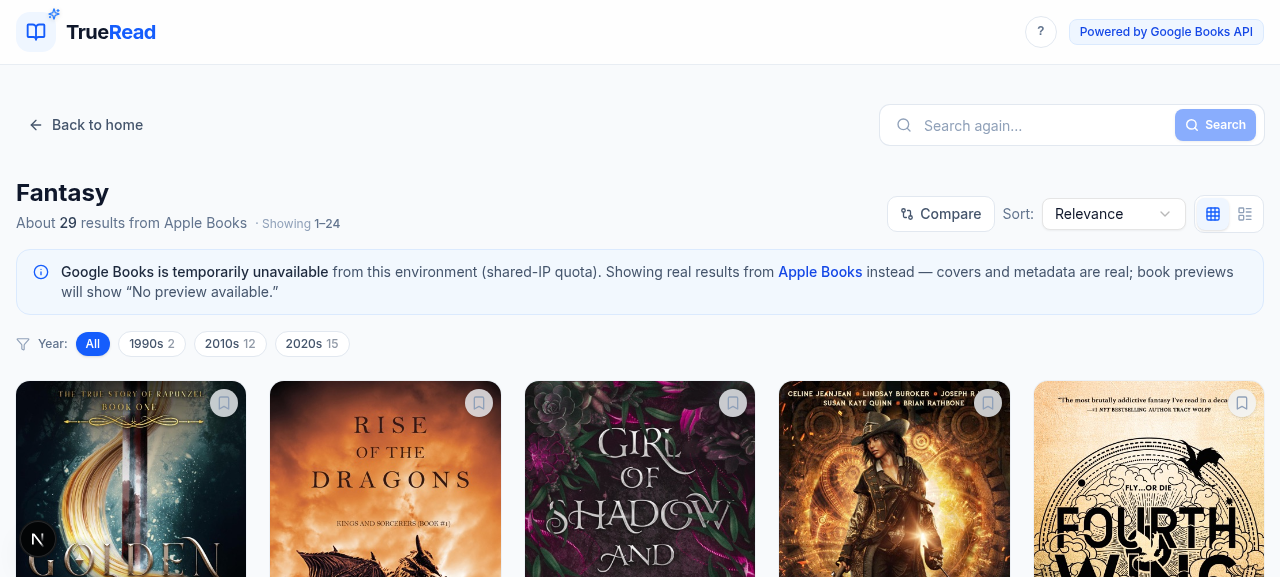 TrueRead
?
Powered by Google Books API
Back to home
Search again...
Search
Fantasy
About 29 results from Apple Books · Showing 1–24
Compare
Sort:
Relevance
Google Books is temporarily unavailable from this environment (shared-IP quota). Showing real results from Apple Books instead — covers and metadata are real; book previews
will show “No preview available.”
Year:
All
1990s 2
2010s 12
2020s 15
THE TRUE STORY OF RAPUNZEL
BOOK ONE
GOLDEN
N
RISE
OF THE
DRAGONS
KINGS AND SORCERERS (BOOK #1)
GIRL
OF
SHADOW
AND
CELINE JEANJEAN • LINDSAY BUROKER • JOSEPH
SUSAN KAYE QUINN • BRIAN RATHBONE
"The most brutally addictive fantasy I've read in a
—#1 NYT BESTSELLING AUTHOR TRACY WOLFF
FLY...OR DIE
FOURTH
WING